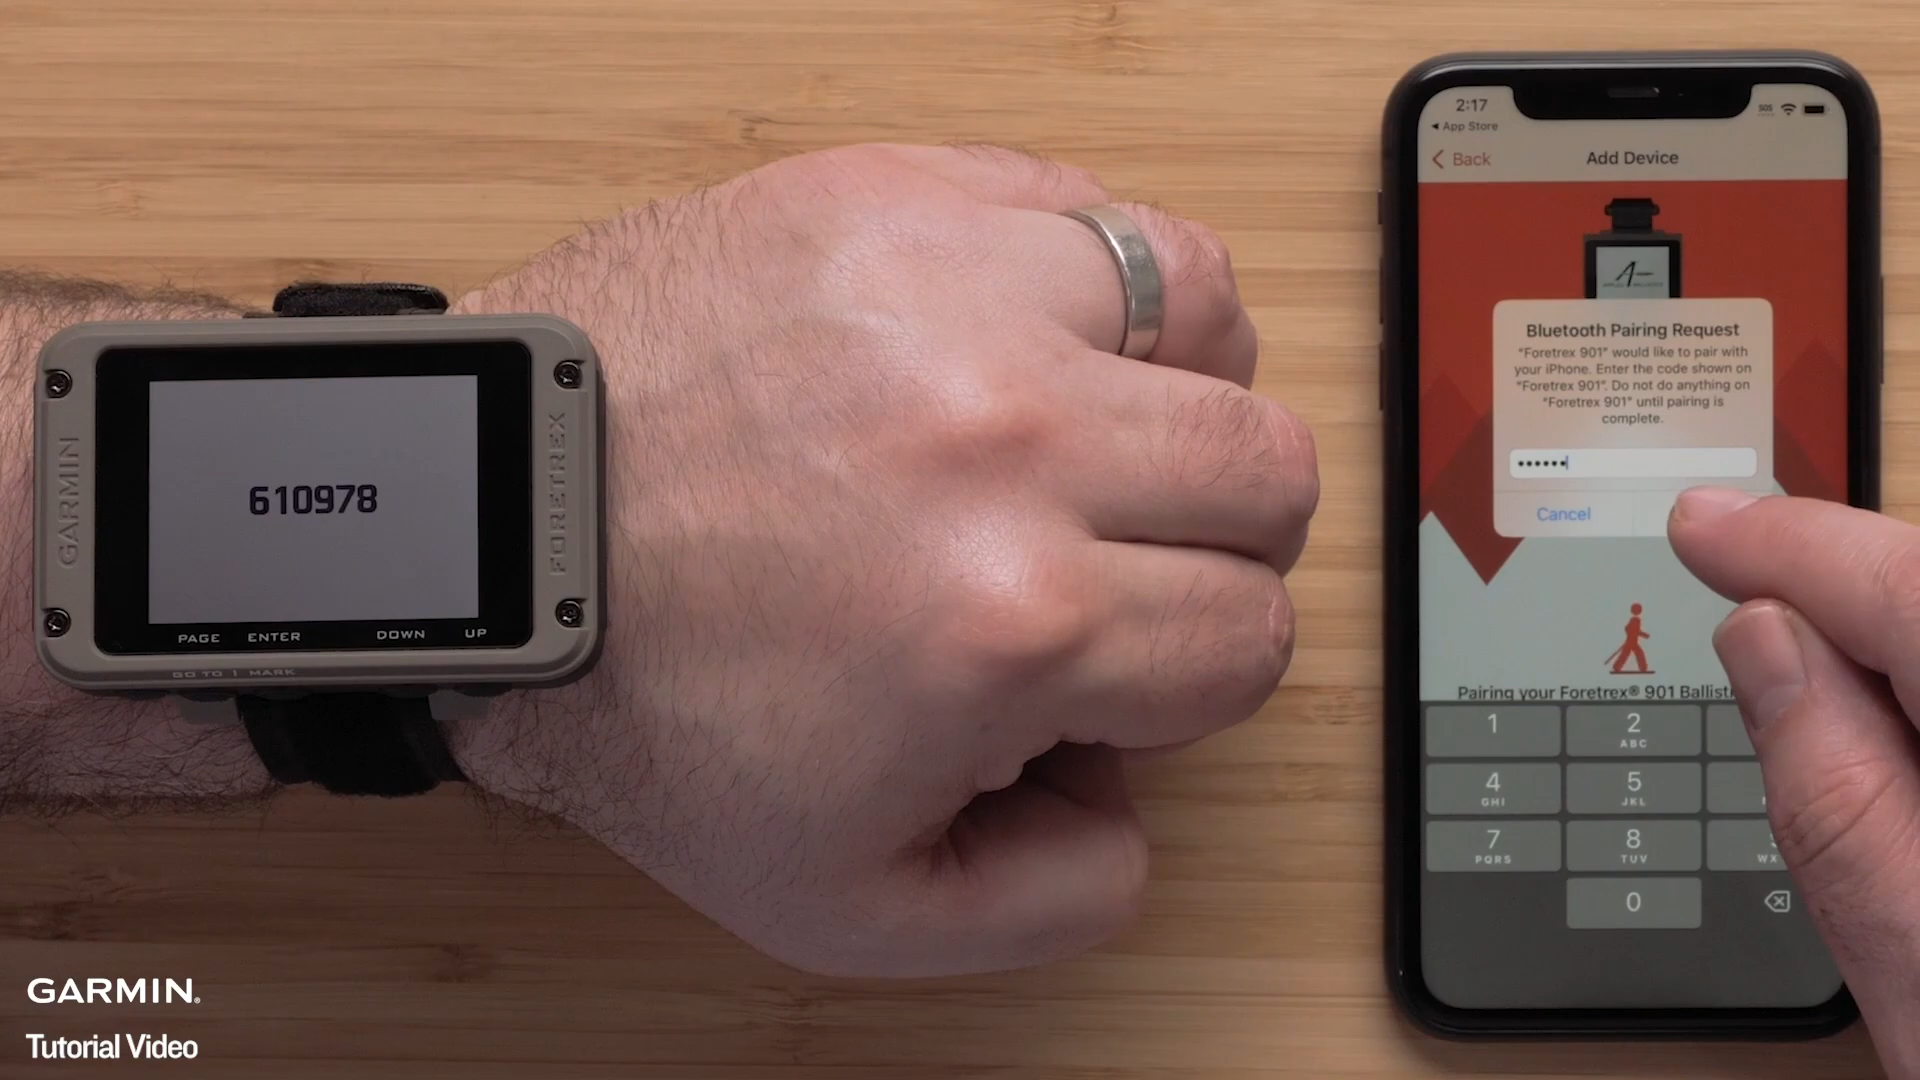 GARMIN
610978
FORETREX
PAGE ENTER DOWN UP
GO TO | MARK
2:17
SOS
App Store
Back
Add Device
Bluetooth Pairing Request
“Foretrex 901” would like to pair with
your iPhone. Enter the code shown on
“Foretrex 901”. Do not do anything on
“Foretrex 901” until pairing is
complete.
Cancel
Pairing your Foretrex® 901
1
2
ABC
4
GHI
5
JKL
7
PQRS
8
TUV
0
GARMIN®
Tutorial Video